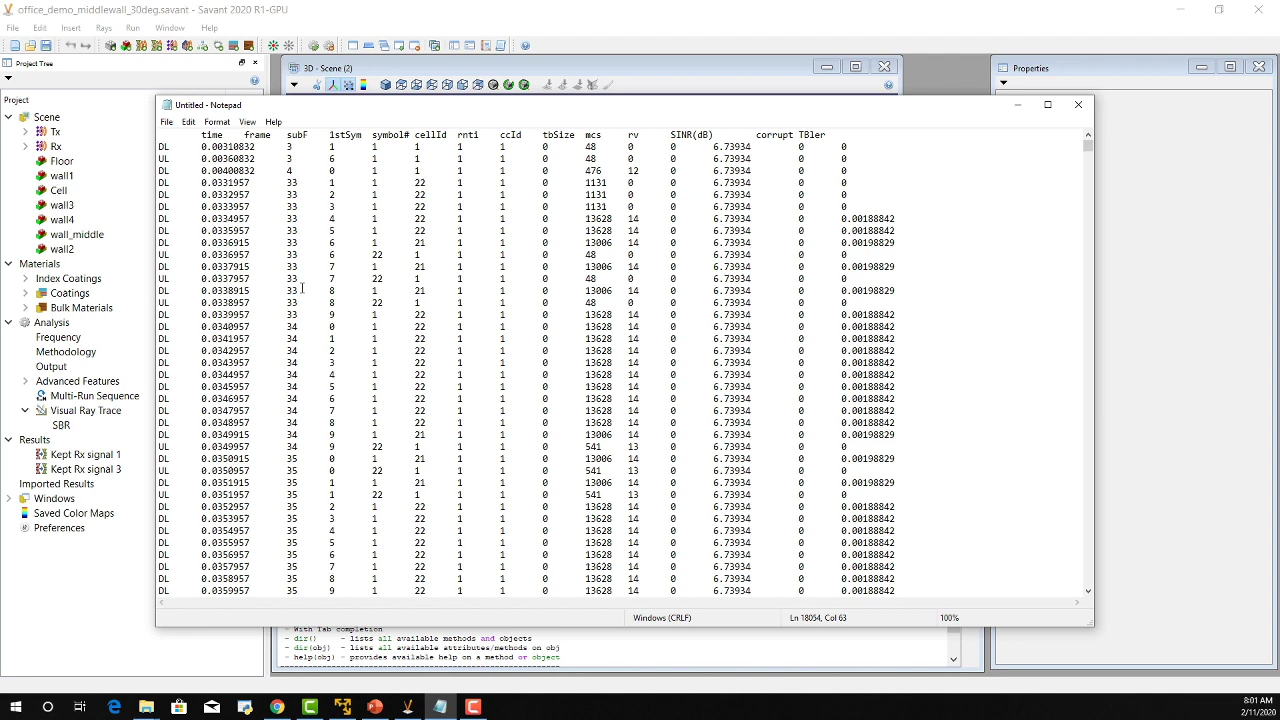 office_demo_middlewall_30deg.savant - Savant 2020 R1-GPU
File Edit Insert Rays Run Window Help
Project Tree
3D - Scene (2)
Properties
Project
Scene
Tx
Rx
Floor
wall1
Cell
wall3
wall4
wall_middle
wall2
Materials
Index Coatings
Coatings
Bulk Materials
Analysis
Frequency
Methodology
Output
Advanced Features
Multi-Run Sequence
Visual Ray Trace
SBR
Results
Kept Rx signal 1
Kept Rx signal 3
Imported Results
Windows
Saved Color Maps
Preferences
Untitled - Notepad
File Edit Format View Help
time frame subF 1stSym symbol# cellId rnti ccId tbSize mcs rv SINR(dB) corrupt TBler
DL 0.00310832 3 1 1 1 1 1 0 48 0 0 6.73934 0 0
UL 0.00360832 3 6 1 1 1 1 0 48 0 0 6.73934 0 0
DL 0.00400832 4 0 1 1 1 1 0 476 12 0 6.73934 0 0
DL 0.0331957 33 1 1 22 1 1 0 1131 0 0 6.73934 0 0
DL 0.0332957 33 2 1 22 1 1 0 1131 0 0 6.73934 0 0
DL 0.0333957 33 3 1 22 1 1 0 1131 0 0 6.73934 0 0
DL 0.0334957 33 4 1 22 1 1 0 13628 14 0 6.73934 0 0.00188842
DL 0.0335957 33 5 1 22 1 1 0 13628 14 0 6.73934 0 0.00188842
DL 0.0336915 33 6 1 21 1 1 0 13006 14 0 6.73934 0 0.00198829
UL 0.0336957 33 6 22 1 1 1 0 48 0 0 6.73934 0 0
DL 0.0337915 33 7 1 21 1 1 0 13006 14 0 6.73934 0 0.00198829
UL 0.0337957 33 7 22 1 1 1 0 48 0 0 6.73934 0 0
DL 0.0338915 33 8 1 21 1 1 0 13006 14 0 6.73934 0 0.00198829
UL 0.0338957 33 8 22 1 1 1 0 48 0 0 6.73934 0 0
DL 0.0339957 33 9 1 22 1 1 0 13628 14 0 6.73934 0 0.00188842
DL 0.0340957 34 0 1 22 1 1 0 13628 14 0 6.73934 0 0.00188842
DL 0.0341957 34 1 1 22 1 1 0 13628 14 0 6.73934 0 0.00188842
DL 0.0342957 34 2 1 22 1 1 0 13628 14 0 6.73934 0 0.00188842
DL 0.0343957 34 3 1 22 1 1 0 13628 14 0 6.73934 0 0.00188842
DL 0.0344957 34 4 1 22 1 1 0 13628 14 0 6.73934 0 0.00188842
DL 0.0345957 34 5 1 22 1 1 0 13628 14 0 6.73934 0 0.00188842
DL 0.0346957 34 6 1 22 1 1 0 13628 14 0 6.73934 0 0.00188842
DL 0.0347957 34 7 1 22 1 1 0 13628 14 0 6.73934 0 0.00188842
DL 0.0348957 34 8 1 22 1 1 0 13628 14 0 6.73934 0 0.00188842
DL 0.0349915 34 9 1 21 1 1 0 13006 14 0 6.73934 0 0.00198829
UL 0.0349957 34 9 22 1 1 1 0 541 13 0 6.73934 0 0
DL 0.0350915 35 0 1 21 1 1 0 13006 14 0 6.73934 0 0.00198829
UL 0.0350957 35 0 22 1 1 1 0 541 13 0 6.73934 0 0
DL 0.0351915 35 1 1 21 1 1 0 13006 14 0 6.73934 0 0.00198829
UL 0.0351957 35 1 22 1 1 1 0 541 13 0 6.73934 0 0
DL 0.0352957 35 2 1 22 1 1 0 13628 14 0 6.73934 0 0.00188842
DL 0.0353957 35 3 1 22 1 1 0 13628 14 0 6.73934 0 0.00188842
DL 0.0354957 35 4 1 22 1 1 0 13628 14 0 6.73934 0 0.00188842
DL 0.0355957 35 5 1 22 1 1 0 13628 14 0 6.73934 0 0.00188842
DL 0.0356957 35 6 1 22 1 1 0 13628 14 0 6.73934 0 0.00188842
DL 0.0357957 35 7 1 22 1 1 0 13628 14 0 6.73934 0 0.00188842
DL 0.0358957 35 8 1 22 1 1 0 13628 14 0 6.73934 0 0.00188842
DL 0.0359957 35 9 1 22 1 1 0 13628 14 0 6.73934 0 0.00188842
Windows (CRLF) Ln 18054, Col 63 100%
- With Tab completion
- dir() - lists all available methods and objects
- dir(obj) - lists all available attributes/methods on obj
- help(obj) - provides available help on a method or object
8:01 AM
2/11/2020